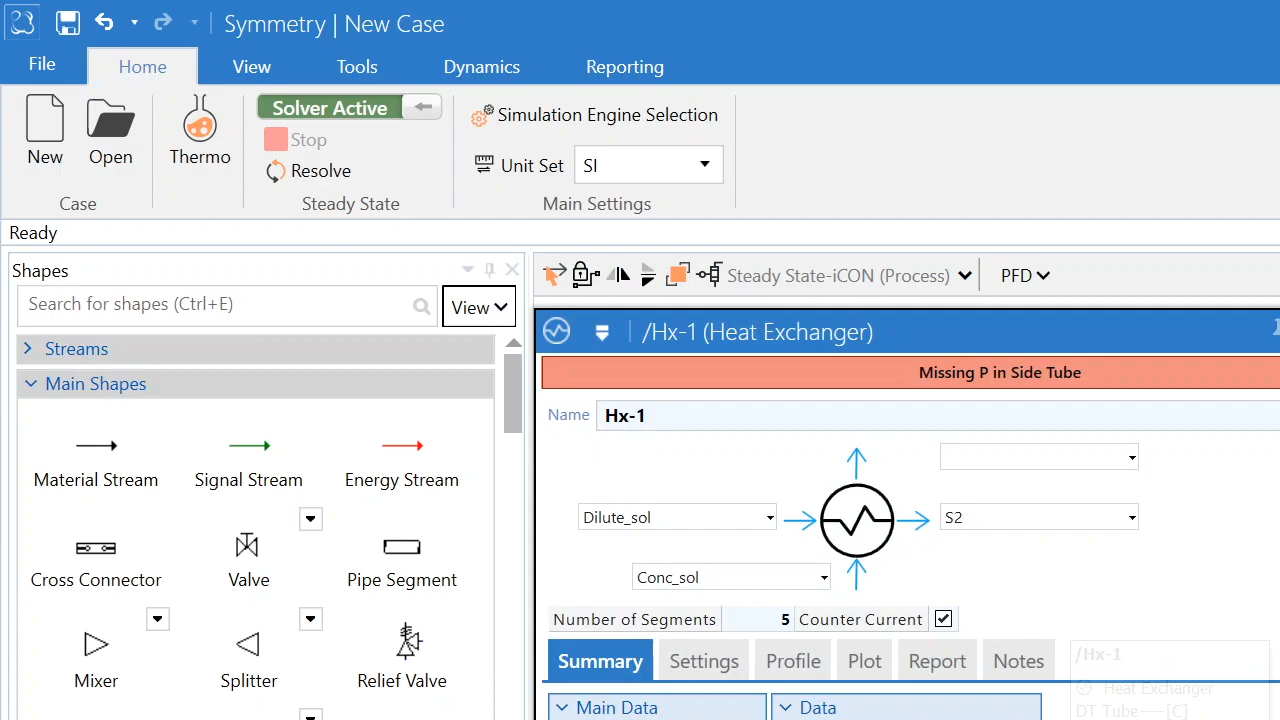 Symmetry | New Case
File Home View Tools Dynamics Reporting
New Open Thermo
Solver Active
Stop
Resolve
Simulation Engine Selection
Unit Set SI
Case Steady State Main Settings
Ready
Shapes
Search for shapes (Ctrl+E) View
Streams
Main Shapes
Material Stream Signal Stream Energy Stream
Cross Connector Valve Pipe Segment
Mixer Splitter Relief Valve
Steady State-iCON (Process) PFD
/Hx-1 (Heat Exchanger)
Missing P in Side Tube
Name Hx-1
Dilute_sol S2
Conc_sol
Number of Segments 5 Counter Current
Summary Settings Profile Plot Report Notes
/Hx-1
Heat Exchanger
DT Tube----[C]
Main Data Data